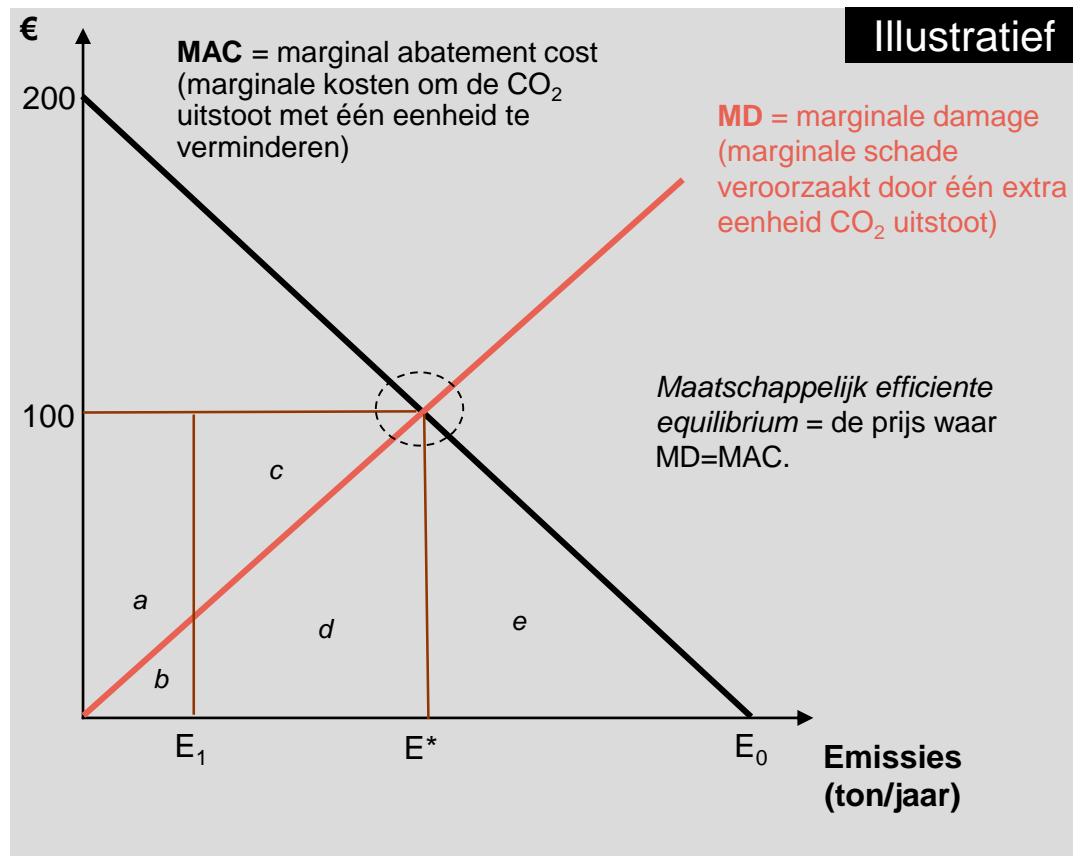 €
Illustratief
MAC = marginal abatement cost
(marginale kosten om de CO₂
uitstoot met één eenheid te
verminderen)
200
MD = marginale damage
(marginale schade
veroorzaakt door één extra
eenheid CO₂ uitstoot)
Maatschappelijk efficiente
equilibrium = de prijs waar
MD=MAC.
100
c
a
d
e
b
E₁
E*
E₀
Emissies
(ton/jaar)